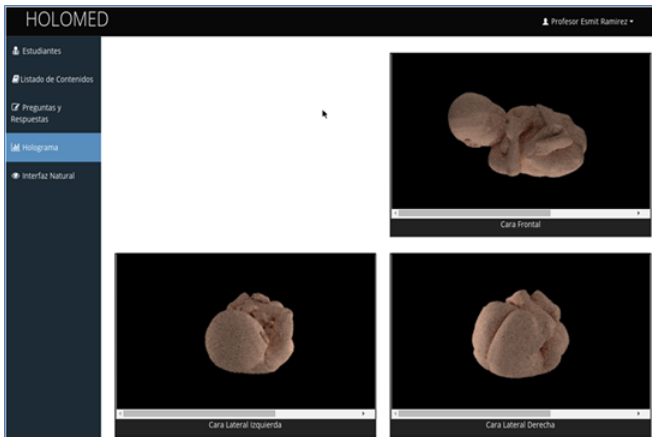 HOLOMED
Profesor Esmit Ramirez
Estudiantes
Listado de Contenidos
Preguntas y
Respuestas
Holograma
Interfaz Natural
Cara Frontal
Cara Lateral Izquierda
Cara Lateral Derecha